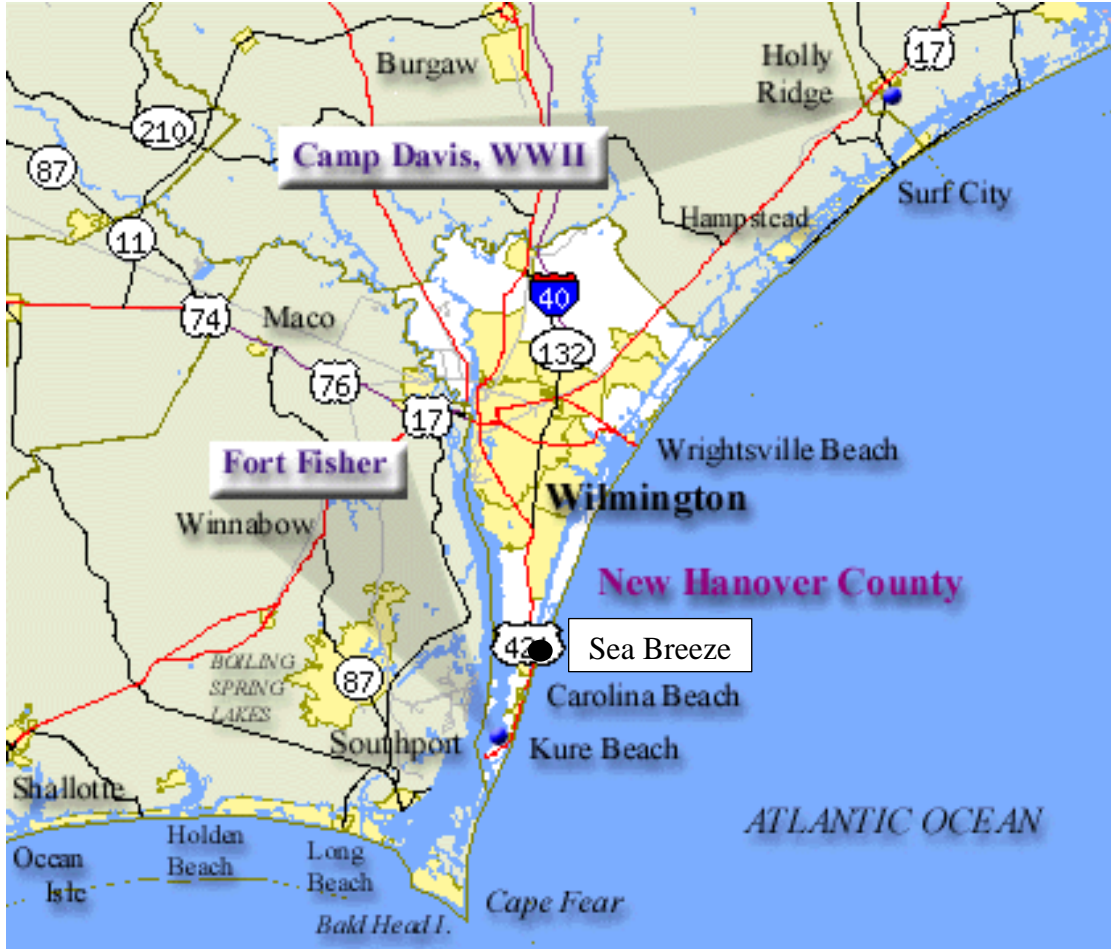 17
Holly
Ridge
Burgaw
210
Camp Davis, WWII
87
Surf City
Hampstead
11
40
74
Maco
132
76
17
Wrightsville Beach
Fort Fisher
Wilmington
Winnabow
New Hanover County
Sea Breeze
BOILING
SPRING
LAKES
87
Carolina Beach
Southport
Kure Beach
Shallotte
ATLANTIC OCEAN
Holden
Beach
Long
Beach
Ocean
Isle
Cape Fear
Bald Head I.